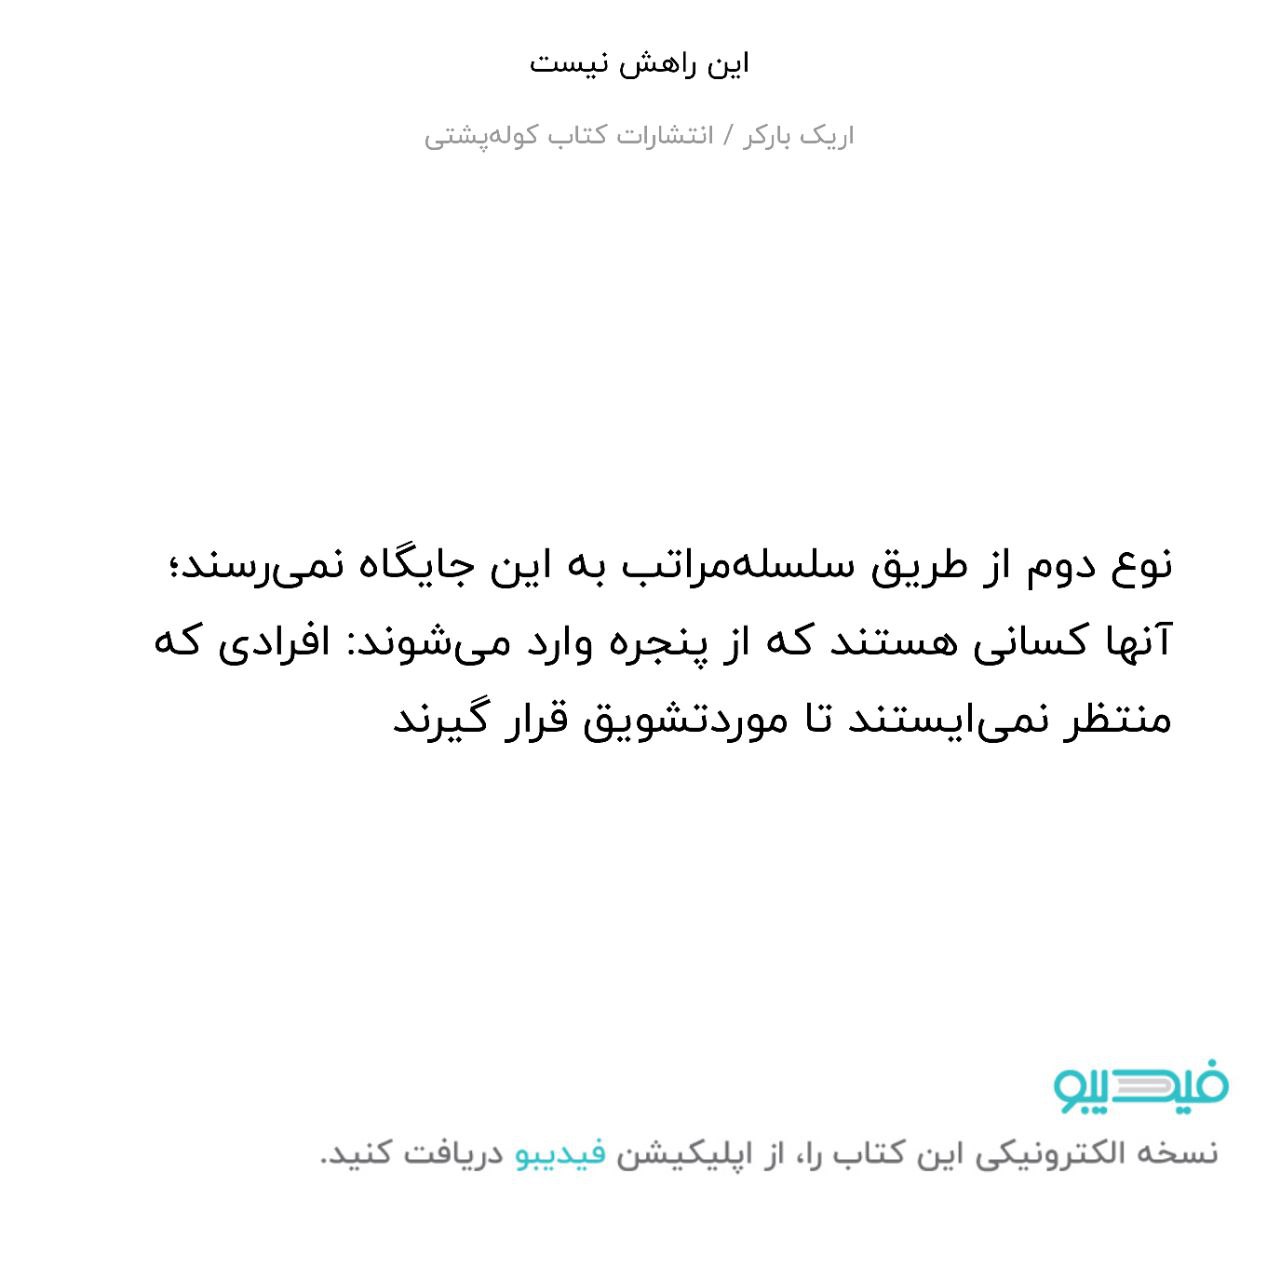 این راهش نیست
اریک بارکر / انتشارات کتاب کوله‌پشتی
نوع دوم از طریق سلسله‌مراتب به این جایگاه نمی‌رسند؛
آنها کسانی هستند که از پنجره وارد می‌شوند: افرادی که
منتظر نمی‌ایستند تا موردتشویق قرار گیرند
فیدیبو
نسخه الکترونیکی این کتاب را، از اپلیکیشن فیدیبو دریافت کنید.